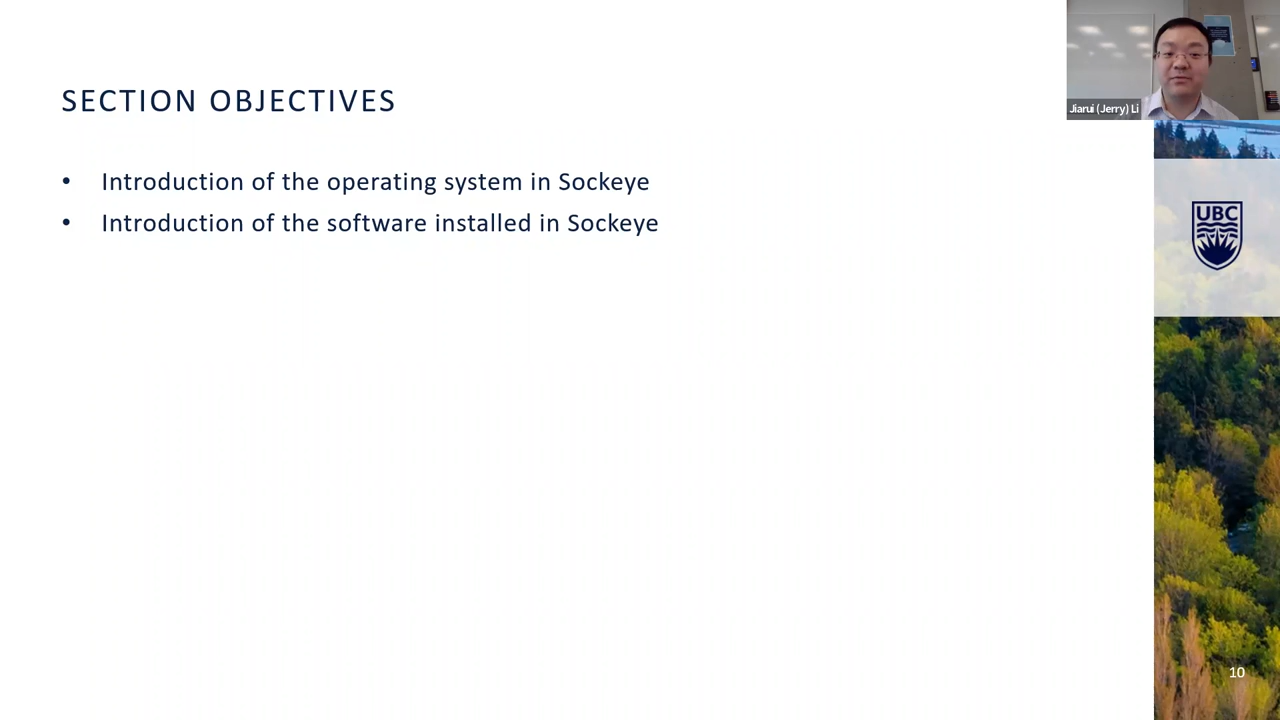 SECTION OBJECTIVES
• Introduction of the operating system in Sockeye
• Introduction of the software installed in Sockeye
Jiarui (Jerry) Li
UBC
10